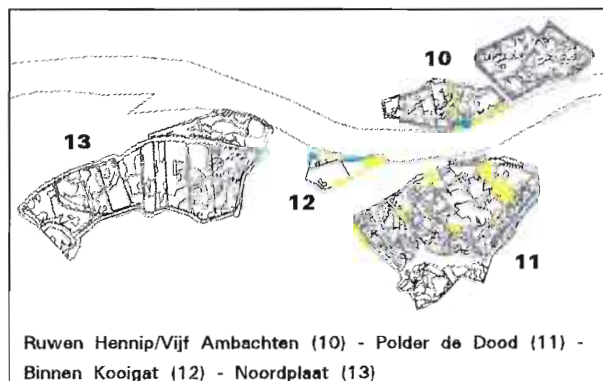 10
13
12
11
Ruwen Hennip/Vijf Ambachten (10) - Polder de Dood (11) -
Binnen Kooigat (12) - Noordplaat (13)